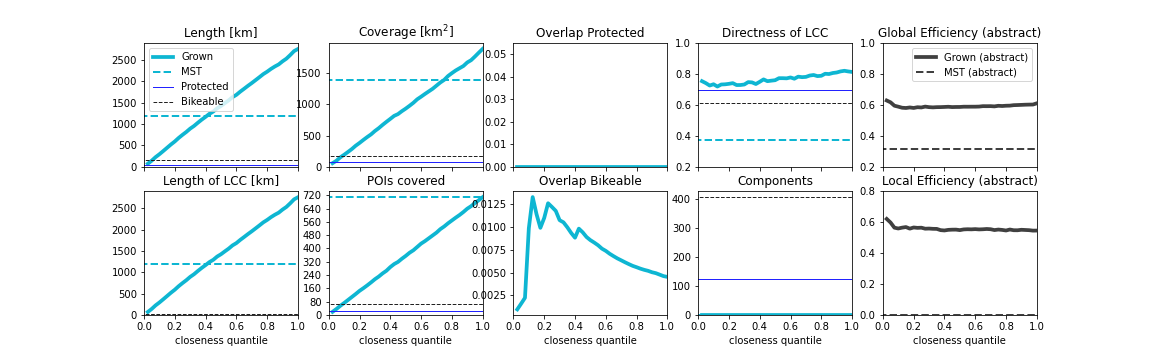 Length [km]
2500
2000
1500
1000
500
0
Grown
MST
Protected
Bikeable
Coverage [km²]
1500
1000
500
0
Overlap Protected
0.05
0.04
0.03
0.02
0.01
0.00
Directness of LCC
1.0
0.8
0.6
0.4
0.2
Global Efficiency (abstract)
1.0
0.8
0.6
0.4
0.2
Grown (abstract)
MST (abstract)
Length of LCC [km]
2500
2000
1500
1000
500
0
0.0 0.2 0.4 0.6 0.8 1.0
closeness quantile
POIs covered
720
640
560
480
400
320
240
160
80
0
0.0 0.2 0.4 0.6 0.8 1.0
closeness quantile
Overlap Bikeable
0.0125
0.0100
0.0075
0.0050
0.0025
0.0 0.2 0.4 0.6 0.8 1.0
closeness quantile
Components
400
300
200
100
0
0.0 0.2 0.4 0.6 0.8 1.0
closeness quantile
Local Efficiency (abstract)
0.8
0.6
0.4
0.2
0.0
0.0 0.2 0.4 0.6 0.8 1.0
closeness quantile